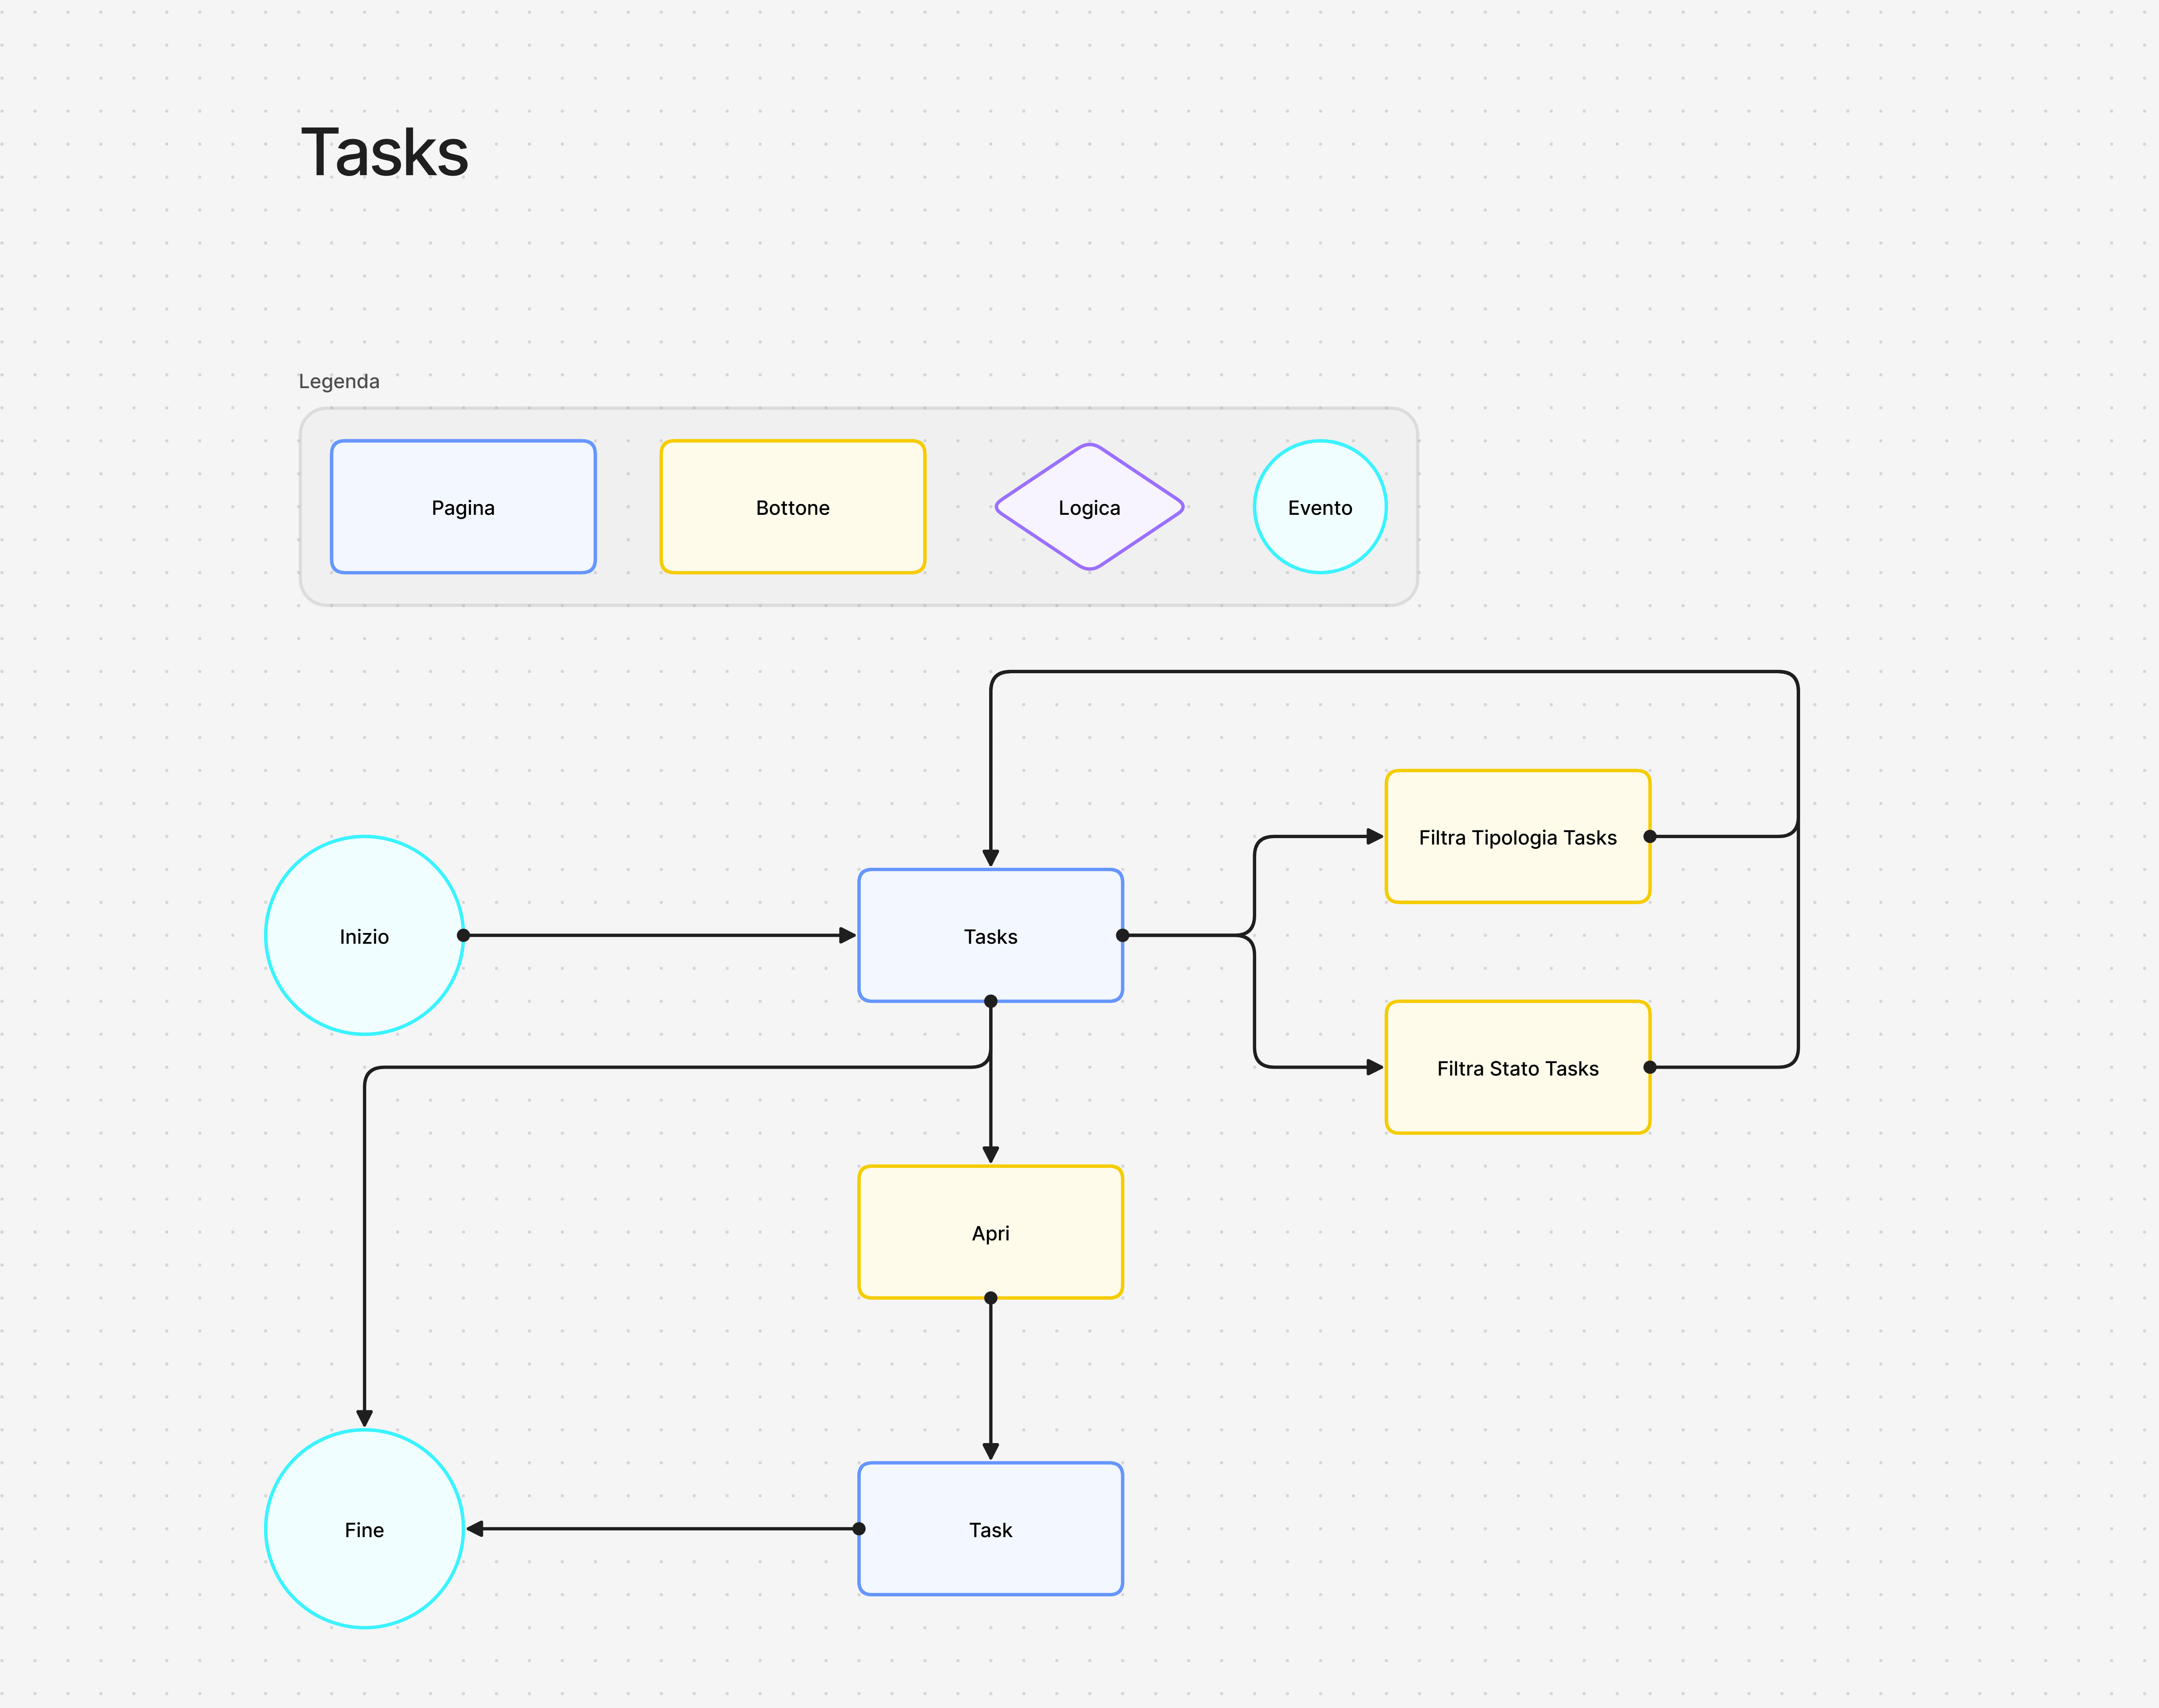 Tasks
Legenda
Pagina
Bottone
Logica
Evento
Filtra Tipologia Tasks
Inizio
Tasks
Filtra Stato Tasks
Apri
Fine
Task